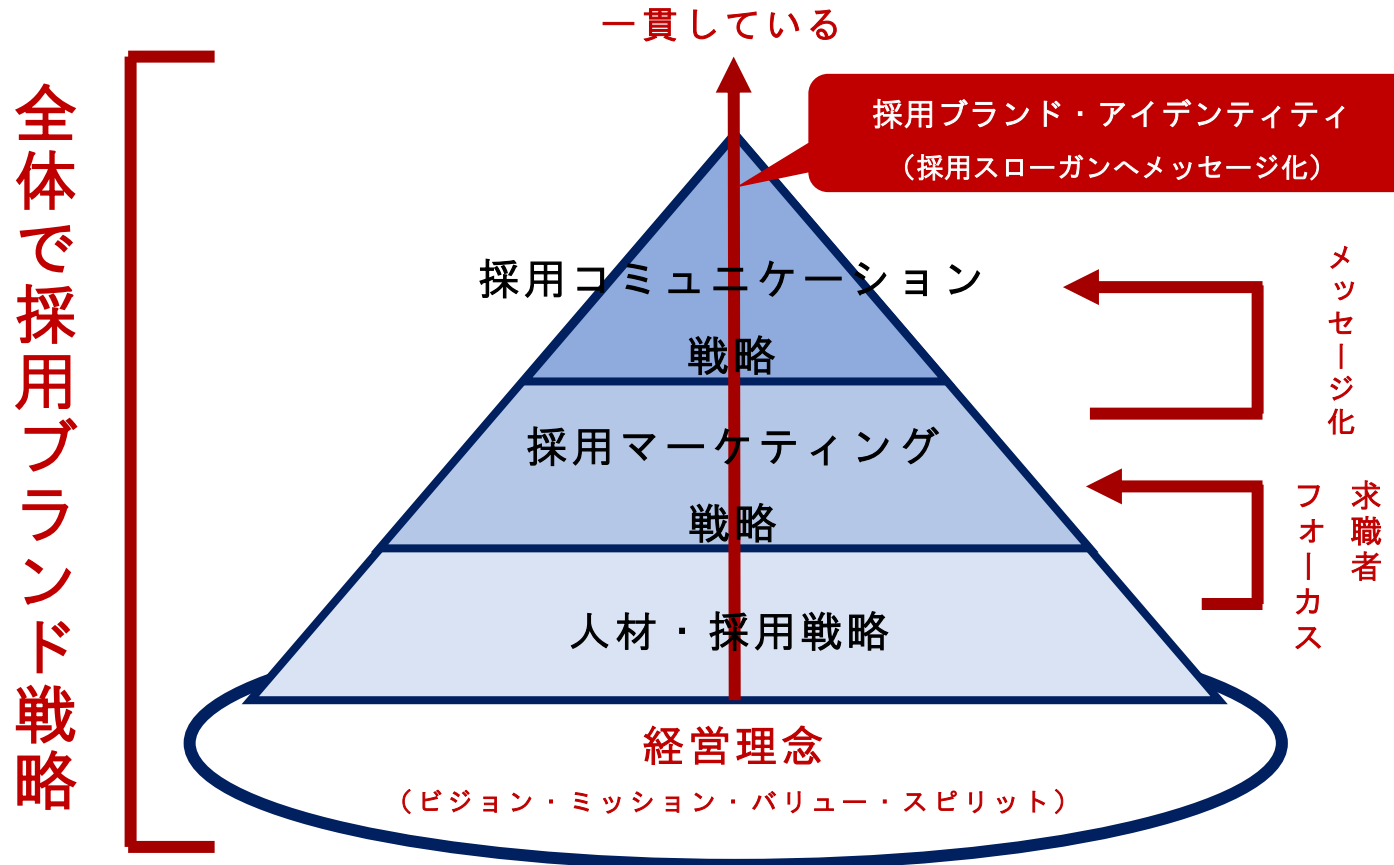 一貫している
全体で採用ブランド戦略
採用ブランド・アイデンティティ
（採用スローガンへメッセージ化）
採用コミュニケーション
戦略
メッセージ化
採用マーケティング
戦略
求職者
フォーカス
人材・採用戦略
経営理念
（ビジョン・ミッション・バリュー・スピリット）